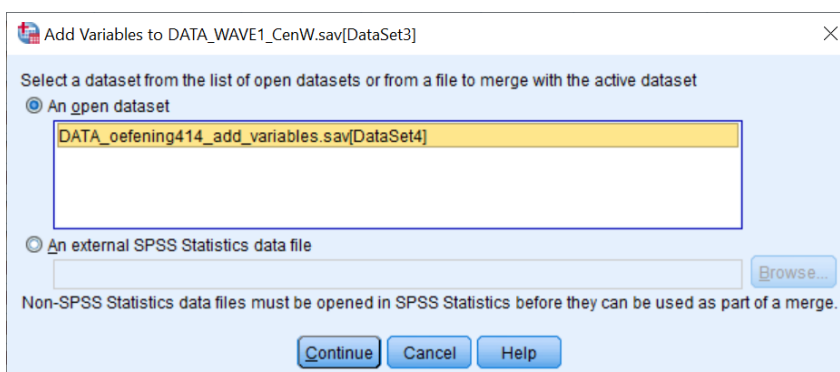 Add Variables to DATA_WAVE1_CenW.sav[DataSet3]
Select a dataset from the list of open datasets or from a file to merge with the active dataset
An open dataset
DATA_oefening414_add_variables.sav[DataSet4]
An external SPSS Statistics data file
Browse...
Non-SPSS Statistics data files must be opened in SPSS Statistics before they can be used as part of a merge.
Continue Cancel Help